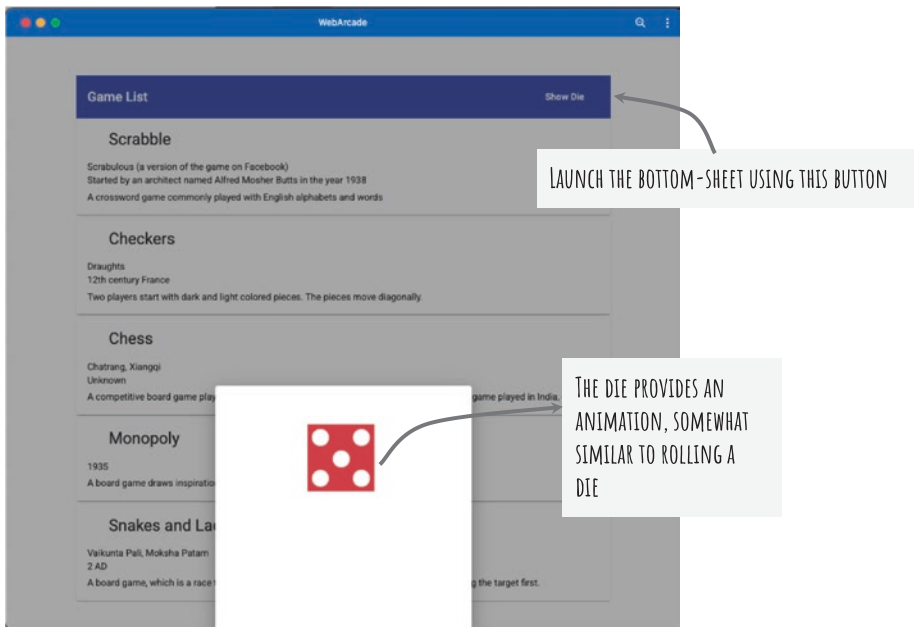 WebArcade
Game List
Show Die
Scrabble
Scrabulous (a version of the game on Facebook)
Started by an architect named Alfred Mosher Butts in the year 1938
A crossword game commonly played with English alphabets and words
LAUNCH THE BOTTOM-SHEET USING THIS BUTTON
Checkers
Draughts
12th century France
Two players start with dark and light colored pieces. The pieces move diagonally.
Chess
Chatrang, Xiangqi
Unknown
A competitive board game play
game played in India.
THE DIE PROVIDES AN
ANIMATION, SOMEWHAT
SIMILAR TO ROLLING A
DIE
Monopoly
1935
A board game draws inspiratio
Snakes and La
Vaikunta Pali, Moksha Patam
2 AD
A board game, which is a race
g the target first.